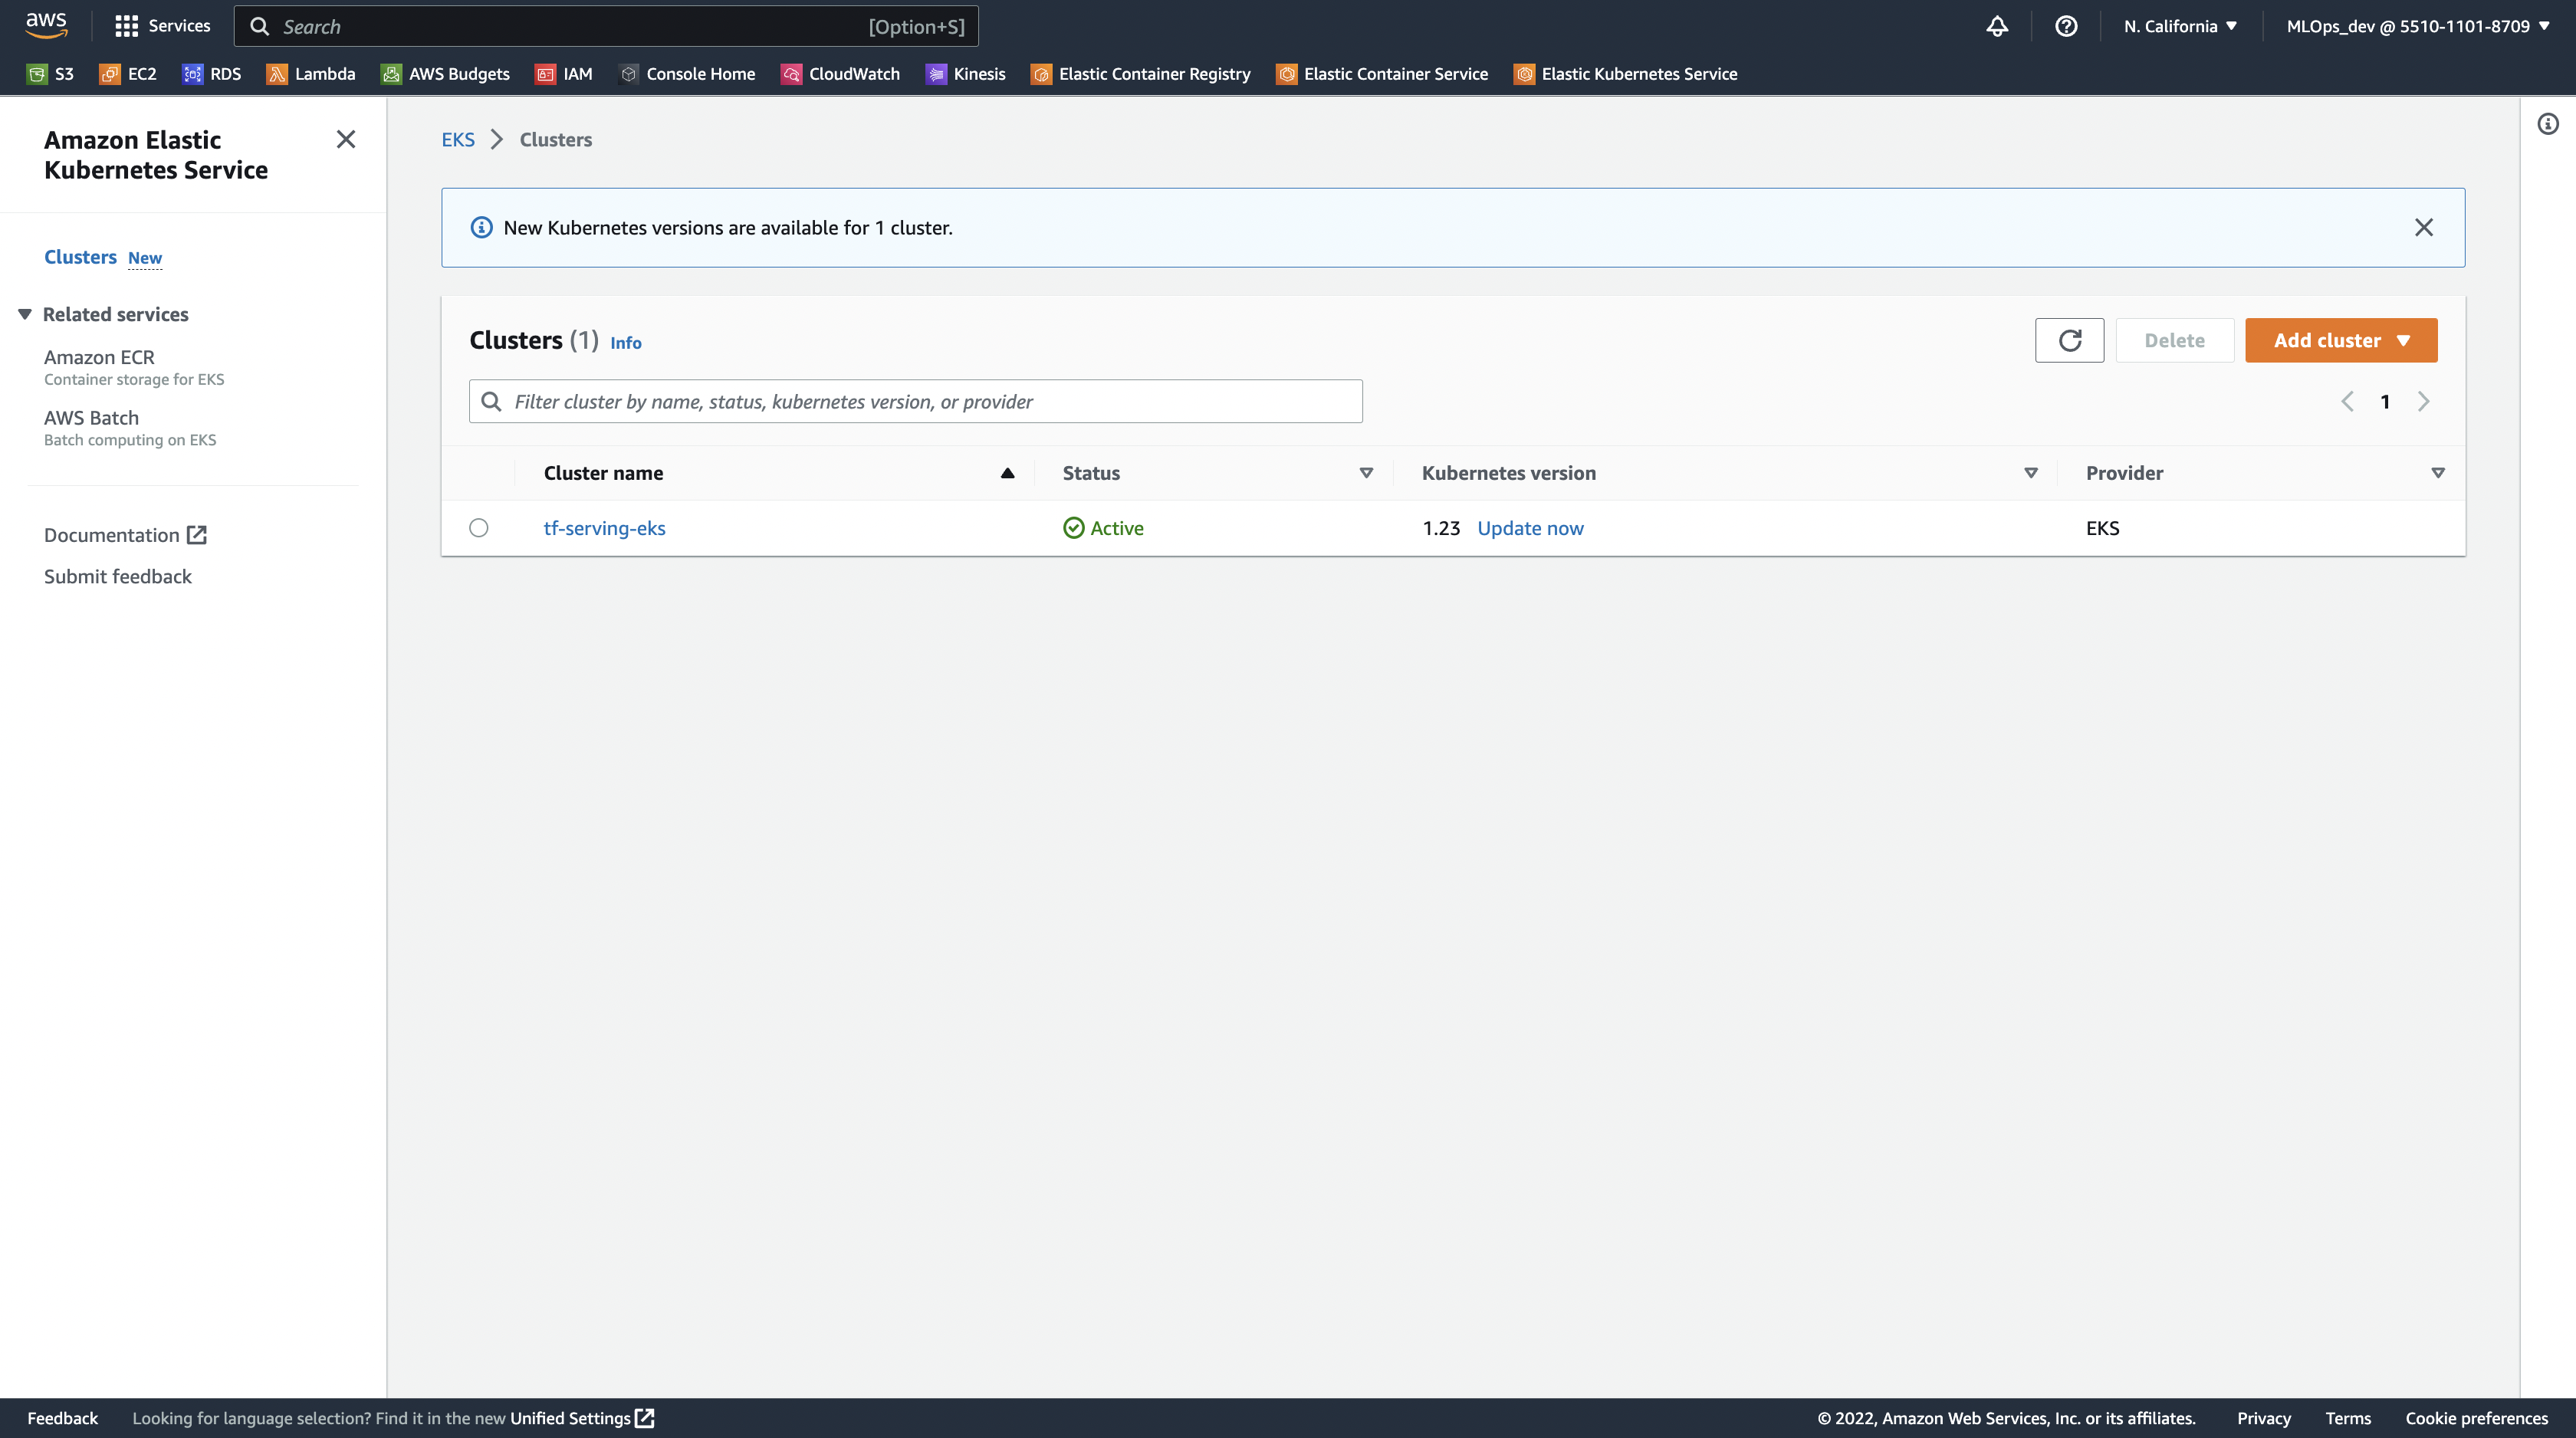 aws
Services
Search [Option+S]
N. California
MLOps_dev @ 5510-1101-8709
S3 EC2 RDS Lambda AWS Budgets IAM Console Home CloudWatch Kinesis Elastic Container Registry Elastic Container Service Elastic Kubernetes Service
Amazon Elastic
Kubernetes Service
Clusters New
Related services
Amazon ECR
Container storage for EKS
AWS Batch
Batch computing on EKS
Documentation
Submit feedback
EKS Clusters
New Kubernetes versions are available for 1 cluster.
Clusters (1) Info
Delete
Add cluster
Filter cluster by name, status, kubernetes version, or provider
1
Cluster name Status Kubernetes version Provider
tf-serving-eks Active 1.23 Update now EKS
Feedback Looking for language selection? Find it in the new Unified Settings
© 2022, Amazon Web Services, Inc. or its affiliates. Privacy Terms Cookie preferences